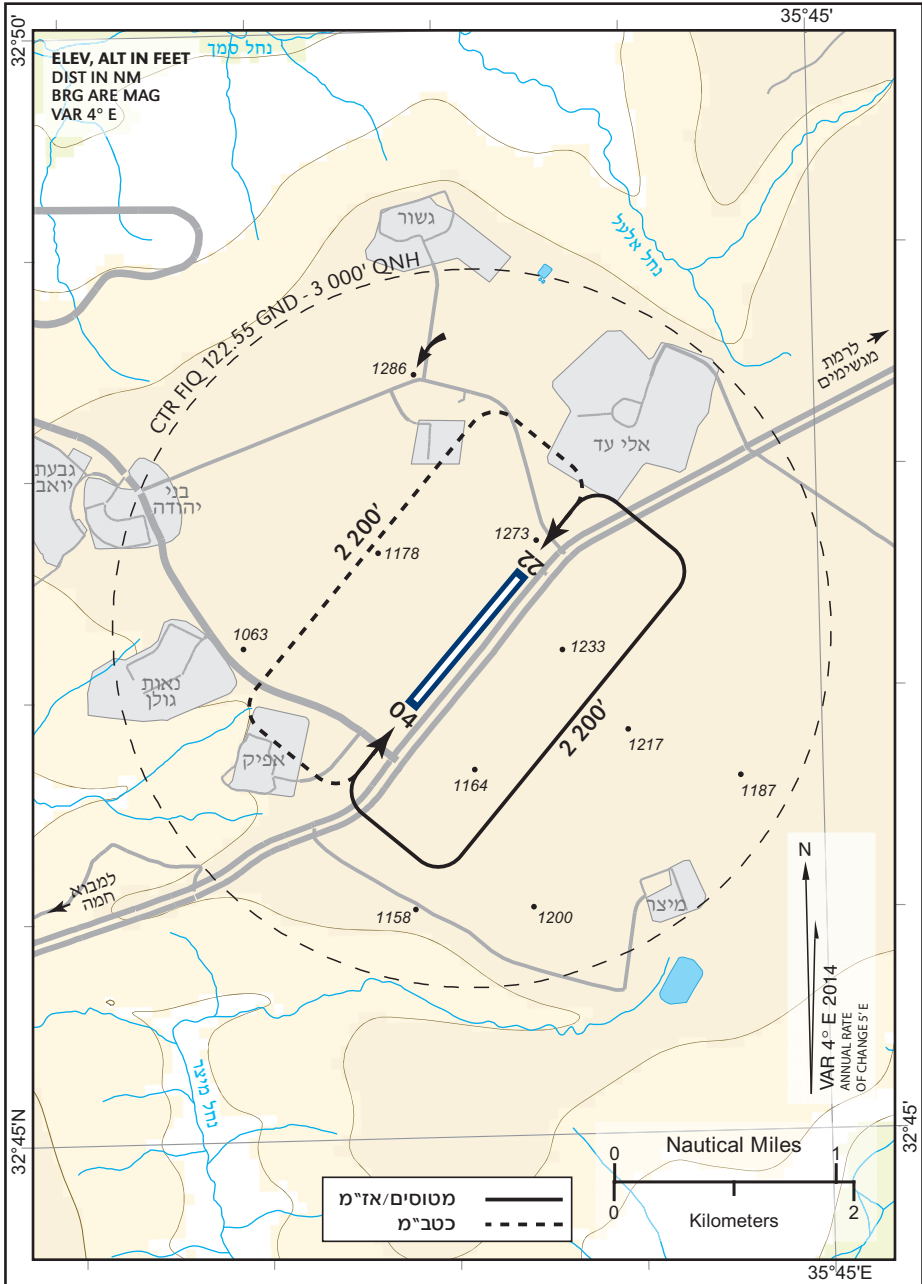 32°50'
35°45'
ELEV, ALT IN FEET
DIST IN NM
BRG ARE MAG
VAR 4° E
נחל סמך
גשור
נחל אלעל
CTR FIQ 122.55 GND - 3 000' QNH
1286
לרמת
מגשימים
אלי עד
גבעת
יואב
בני
יהודה
2 200'
1178
1273
22
1063
1233
נאות
גולן
04
2 200'
1217
אפיק
1164
1187
למבוא
חמה
1158
1200
מיצר
N
VAR 4° E 2014
ANNUAL RATE
OF CHANGE 5'E
נחל מיצר
32°45'N
32°45'
Nautical Miles
0
1
0
2
Kilometers
מטוסים/אז"מ
כטב"מ
35°45'E